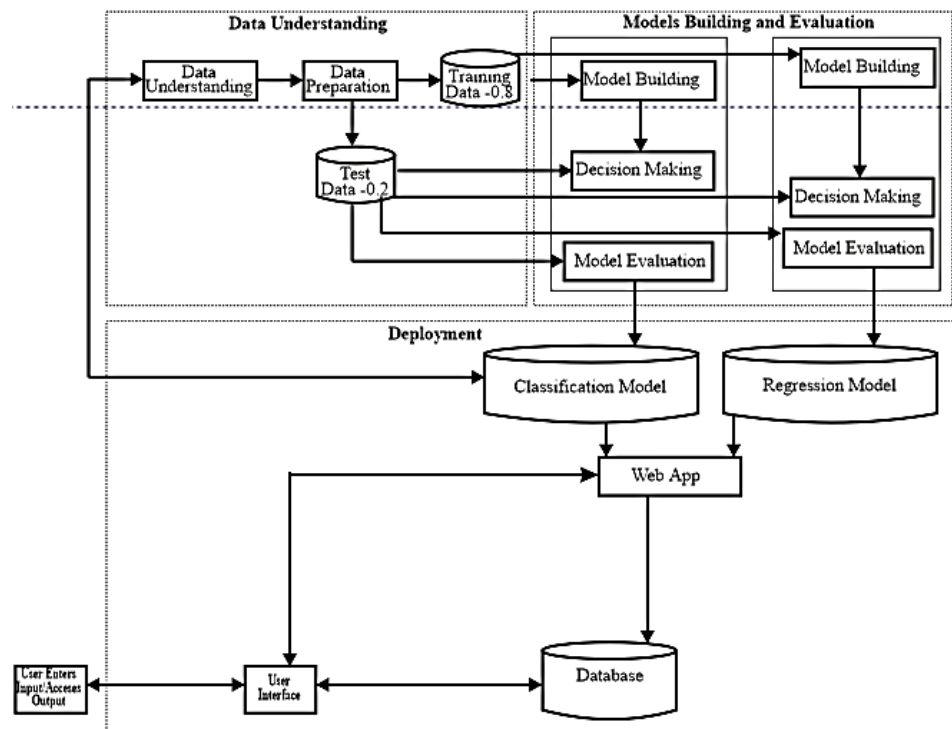 Data Understanding
Models Building and Evaluation
Data
Understanding
Data
Preparation
Training
Data -0.8
Model Building
Model Building
Test
Data -0.2
Decision Making
Decision Making
Model Evaluation
Model Evaluation
Deployment
Classification Model
Regression Model
Web App
User Enters
Input/Acceses
Output
User
Interface
Database